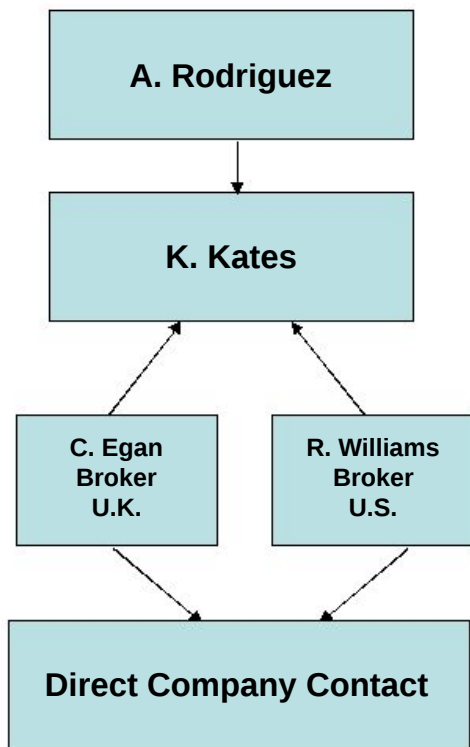 A. Rodriguez
K. Kates
C. Egan
Broker
U.K.
R. Williams
Broker
U.S.
Direct Company Contact